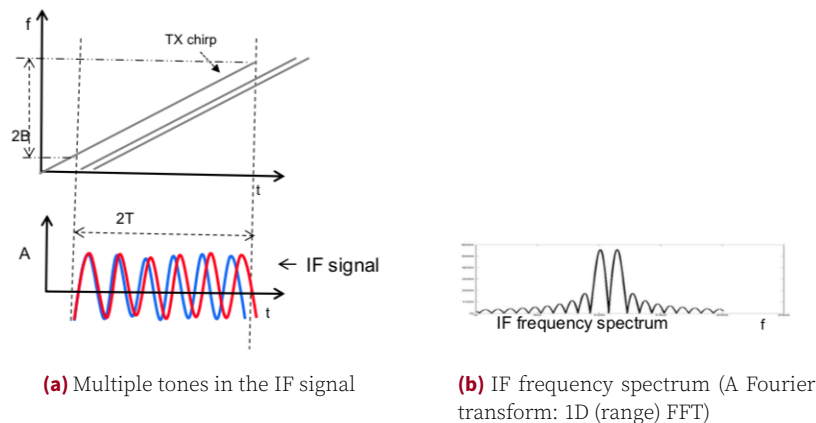 f
TX chirp
2B
t
2T
A
← IF signal
t
IF frequency spectrum
f
(a) Multiple tones in the IF signal
(b) IF frequency spectrum (A Fourier
transform: 1D (range) FFT)